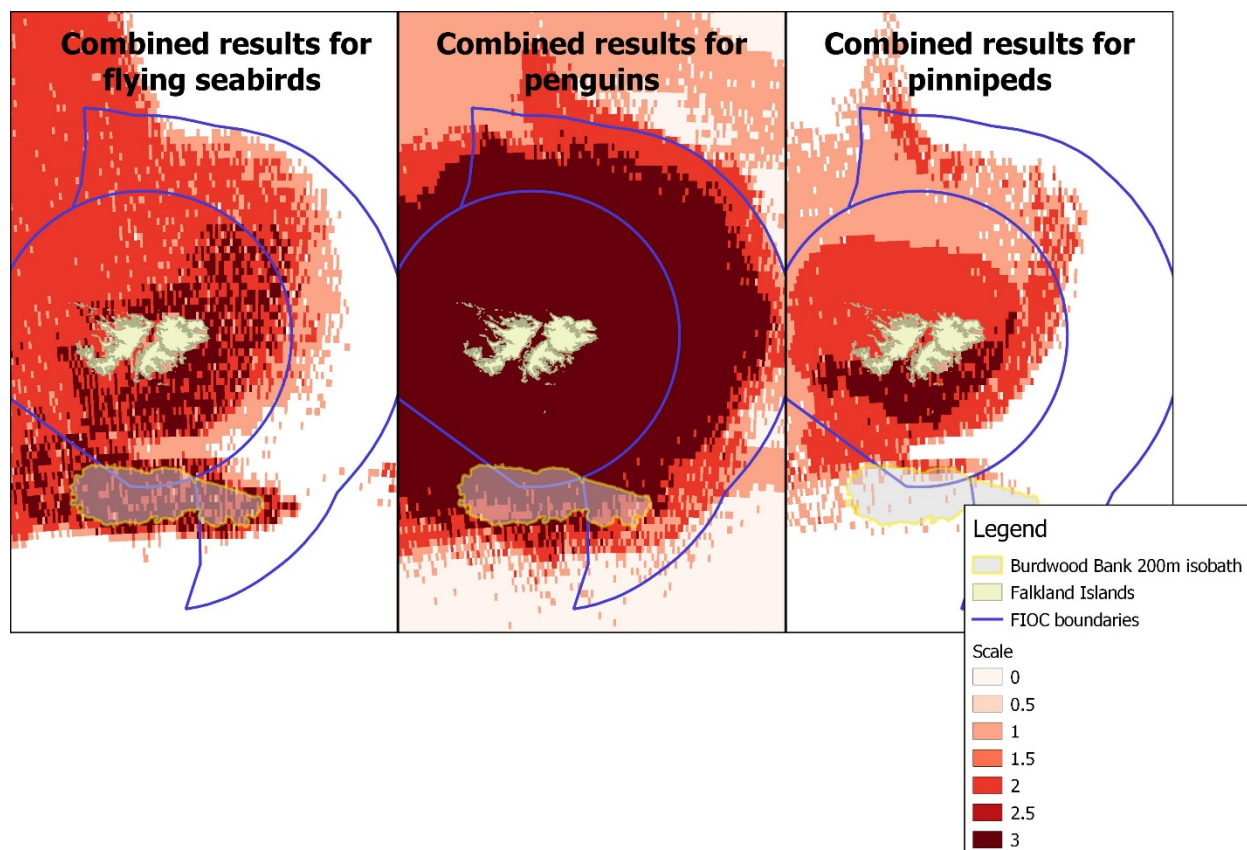 Combined results for
flying seabirds
Combined results for
penguins
Combined results for
pinnipeds
Legend
Burdwood Bank 200m isobath
Falkland Islands
FIOC boundaries
Scale
0
0.5
1
1.5
2
2.5
3